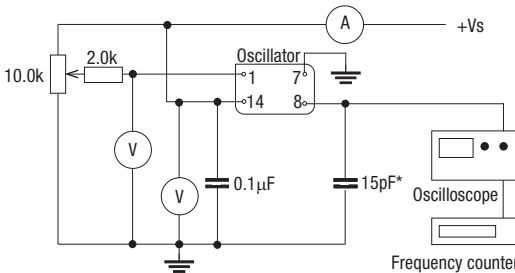 A
+Vs
2.0k
Oscillator
10.0k
1
7
14
8
V
V
0.1μF
15pF*
Oscilloscope
Frequency counter